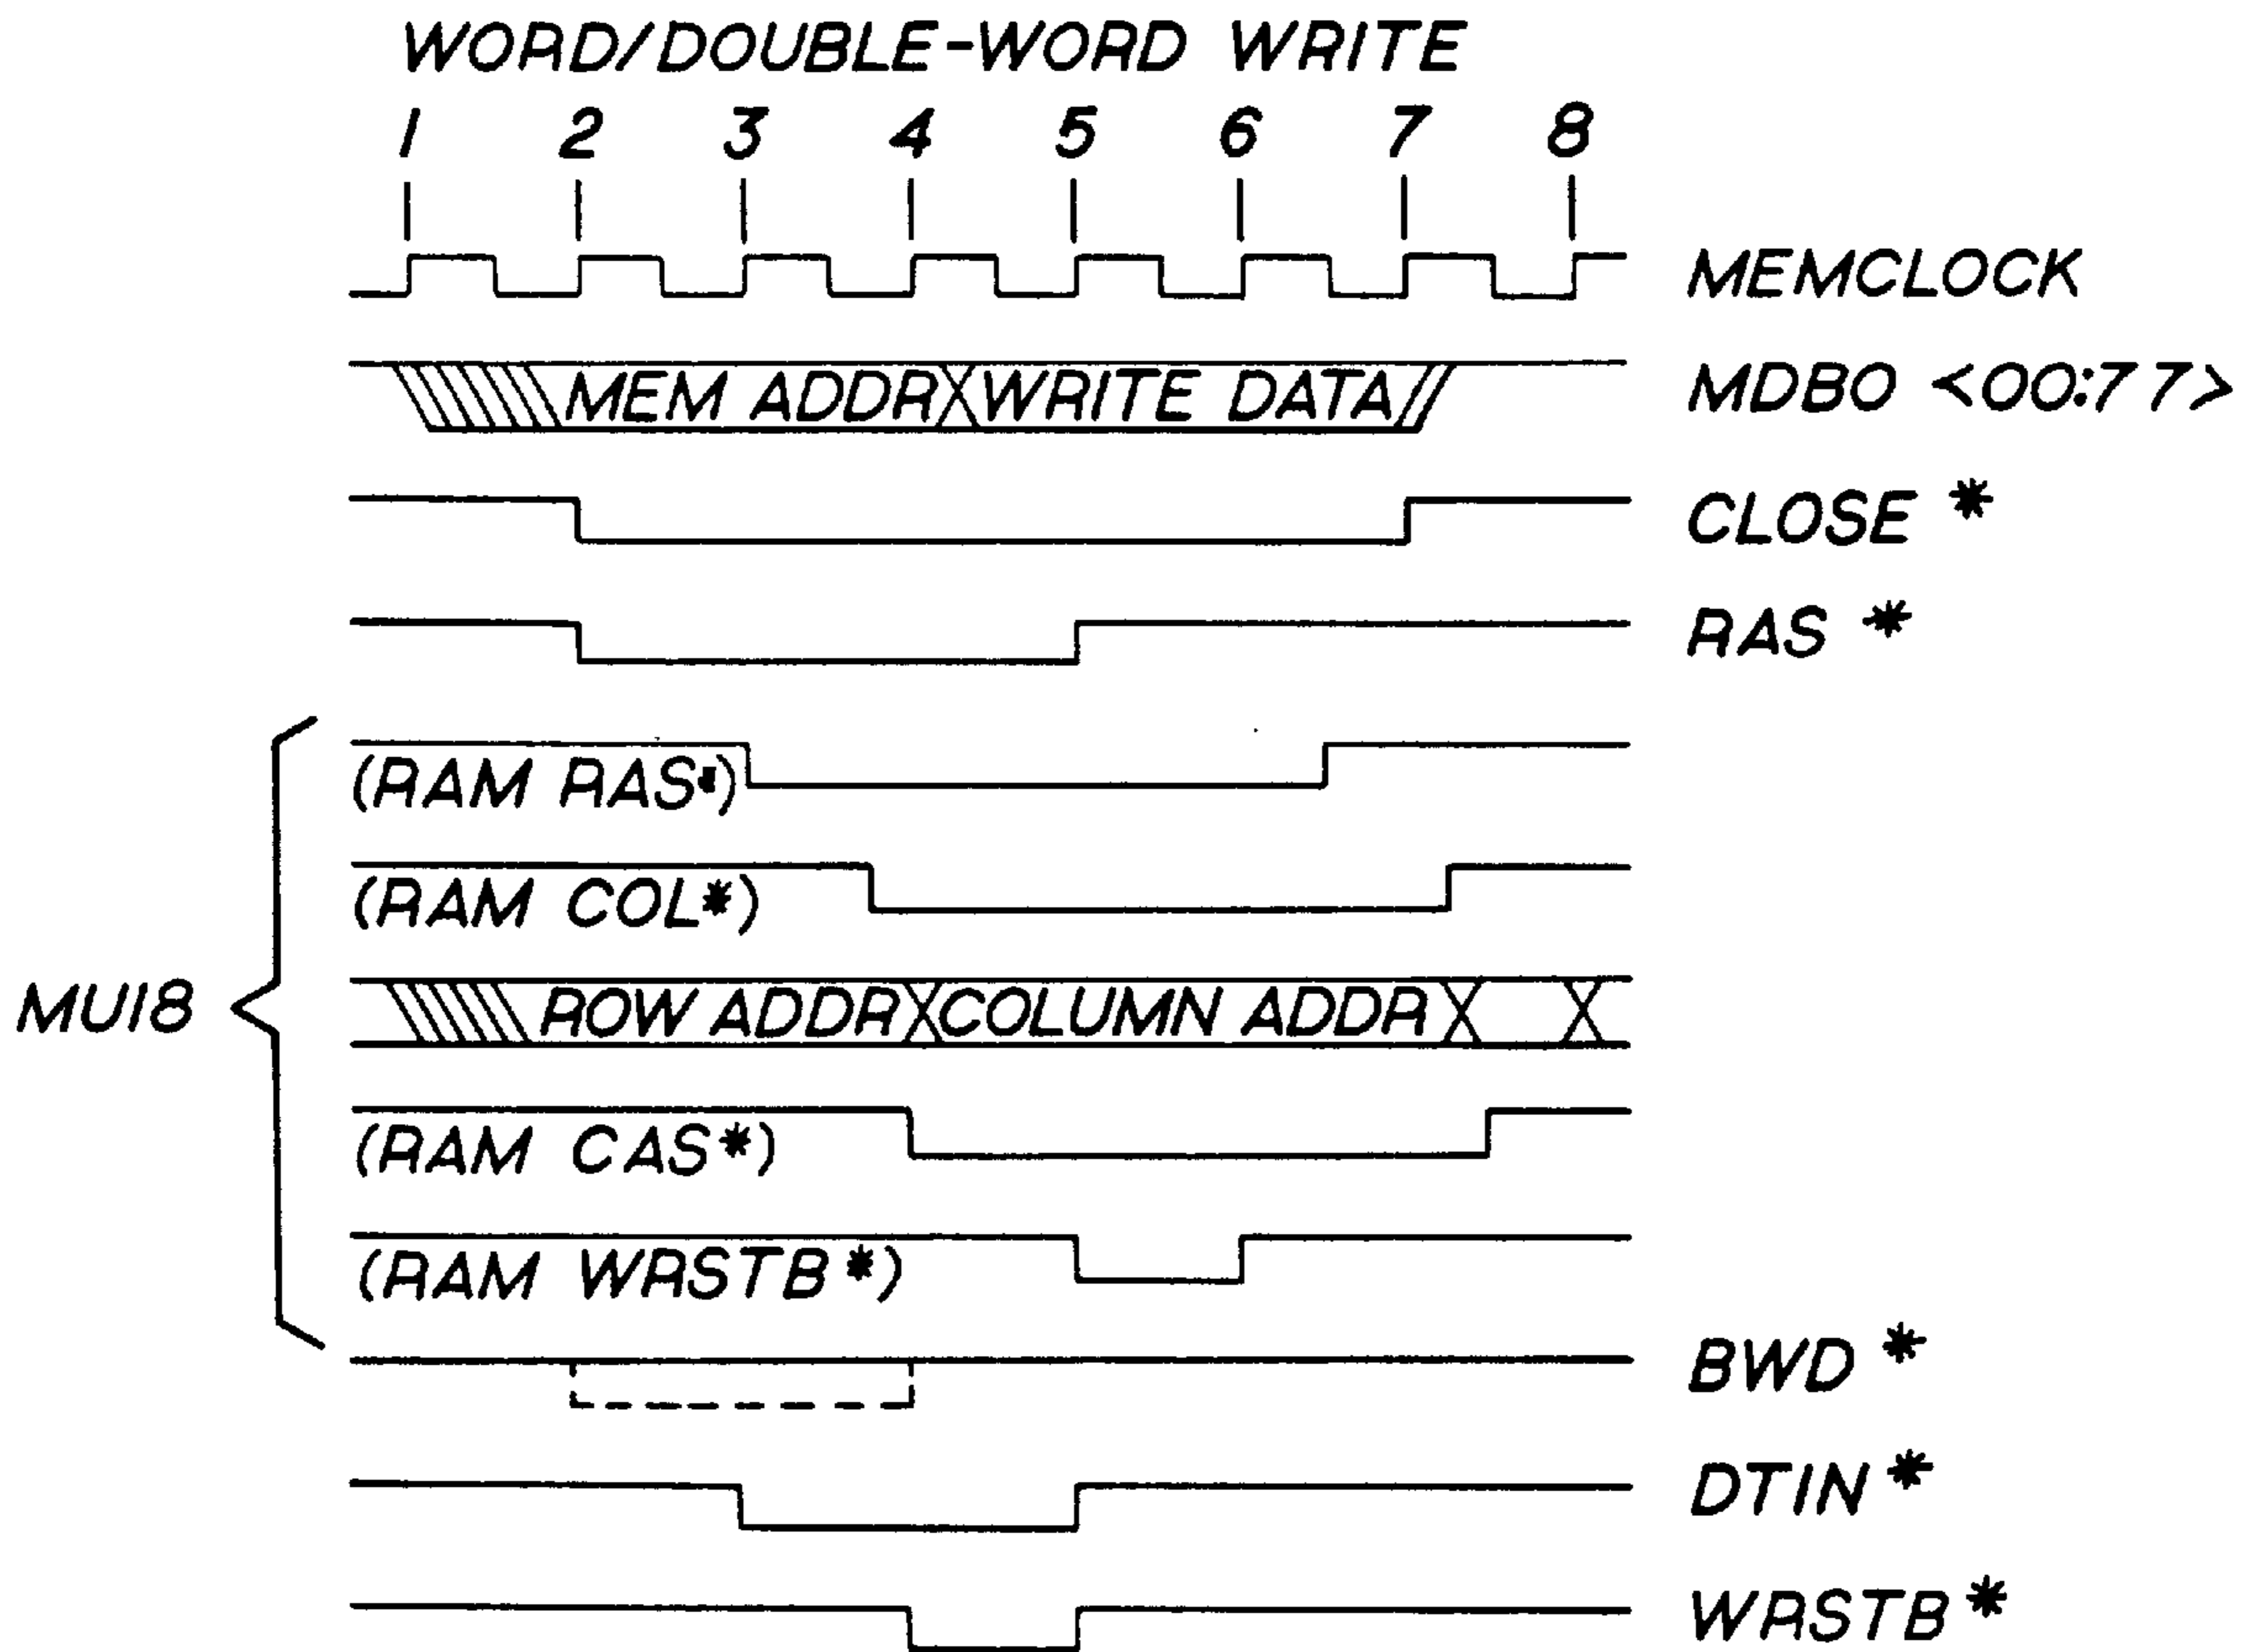 WORD/DOUBLE-WORD WRITE
1 2 3 4 5 6 7 8
MEMCLOCK
MEM ADDR WRITE DATA MDBO <00:77>
CLOSE *
RAS *
(RAM RAS*)
(RAM COL*)
MU18 ROW ADDR COLUMN ADDR
(RAM CAS*)
(RAM WRSTB*)
BWD *
DTIN *
WRSTB *